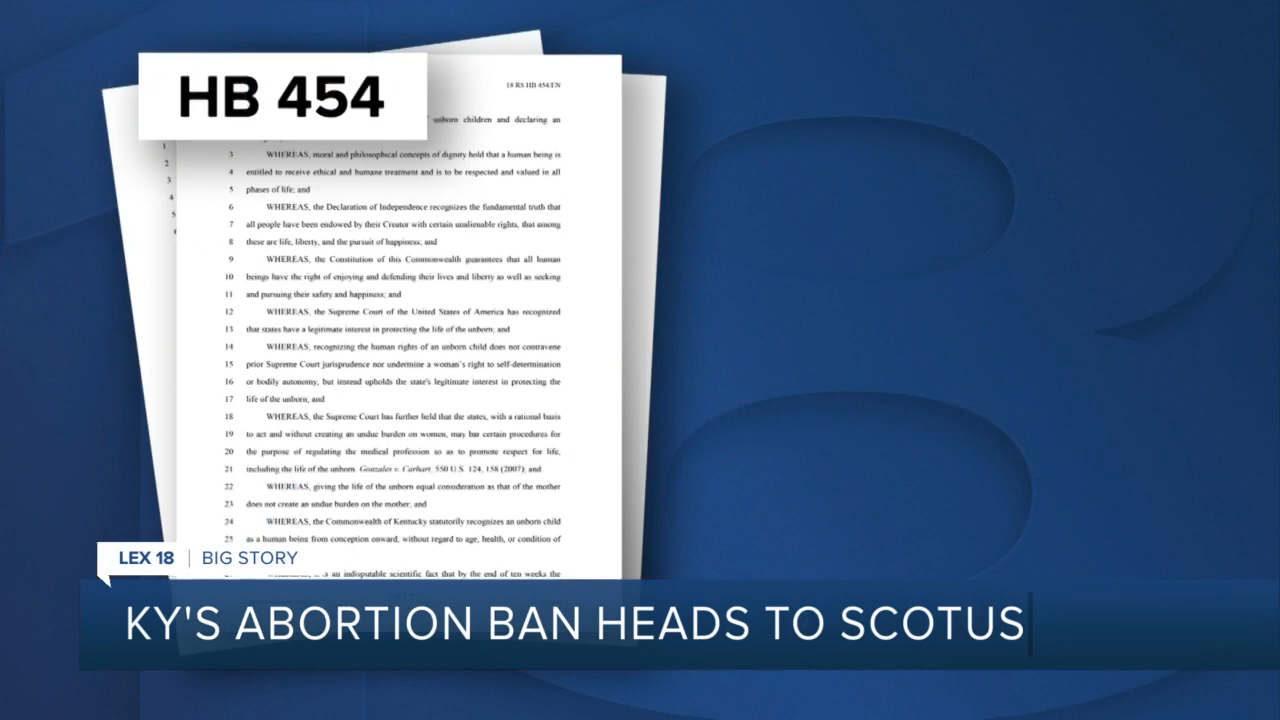 HB 454
18 RS HB 454/EN
unborn children and declaring an
1
2
3
4
5
3 WHEREAS, moral and philosophical concepts of dignity hold that a human being is
4 entitled to receive ethical and humane treatment and is to be respected and valued in all
5 phases of life; and
6 WHEREAS, the Declaration of Independence recognizes the fundamental truth that
7 all people have been endowed by their Creator with certain unalienable rights, that among
8 these are life, liberty, and the pursuit of happiness; and
9 WHEREAS, the Constitution of this Commonwealth guarantees that all human
10 beings have the right of enjoying and defending their lives and liberty as well as seeking
11 and pursuing their safety and happiness; and
12 WHEREAS, the Supreme Court of the United States of America has recognized
13 that states have a legitimate interest in protecting the life of the unborn; and
14 WHEREAS, recognizing the human rights of an unborn child does not contravene
15 prior Supreme Court jurisprudence nor undermine a woman's right to self-determination
16 or bodily autonomy, but instead upholds the state's legitimate interest in protecting the
17 life of the unborn; and
18 WHEREAS, the Supreme Court has further held that the states, with a rational basis
19 to act and without creating an undue burden on women, may bar certain procedures for
20 the purpose of regulating the medical profession so as to promote respect for life,
21 including the life of the unborn. Gonzales v. Carhart, 550 U.S. 124, 158 (2007); and
22 WHEREAS, giving the life of the unborn equal consideration as that of the mother
23 does not create an undue burden on the mother; and
24 WHEREAS, the Commonwealth of Kentucky statutorily recognizes an unborn child
25 as a human being from conception onward, without regard to age, health, or condition of
an indisputable scientific fact that by the end of ten weeks the
LEX 18 | BIG STORY
KY'S ABORTION BAN HEADS TO SCOTUS